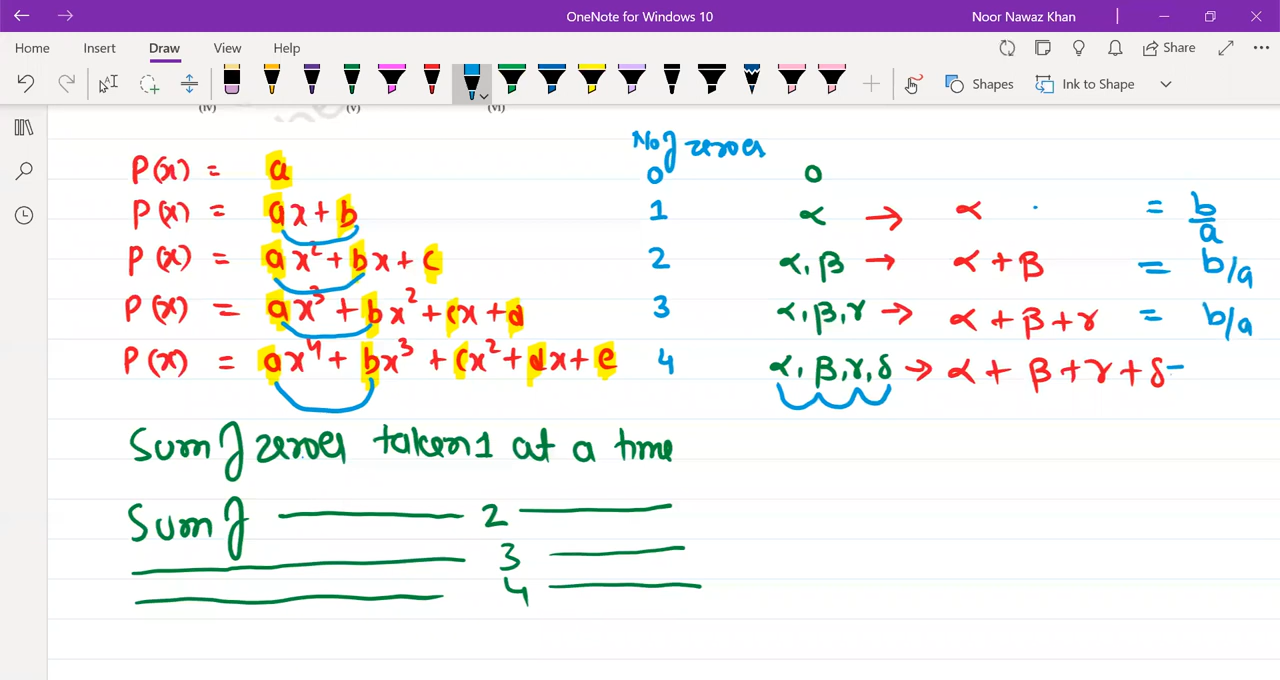 OneNote for Windows 10
Noor Nawaz Khan
Home Insert Draw View Help
Share
Shapes
Ink to Shape
(iv) (v) (vi)
No of zeroes
P(x) = a 0 0
P(x) = ax + b 1 α → α = b/a
P(x) = ax² + bx + c 2 α, β → α + β = b/a
P(x) = ax³ + bx² + cx + d 3 α, β, γ → α + β + γ = b/a
P(x) = ax⁴ + bx³ + cx² + dx + e 4 α, β, γ, δ → α + β + γ + δ -
Sum of zeroes taken 1 at a time
Sum of 2
3
4